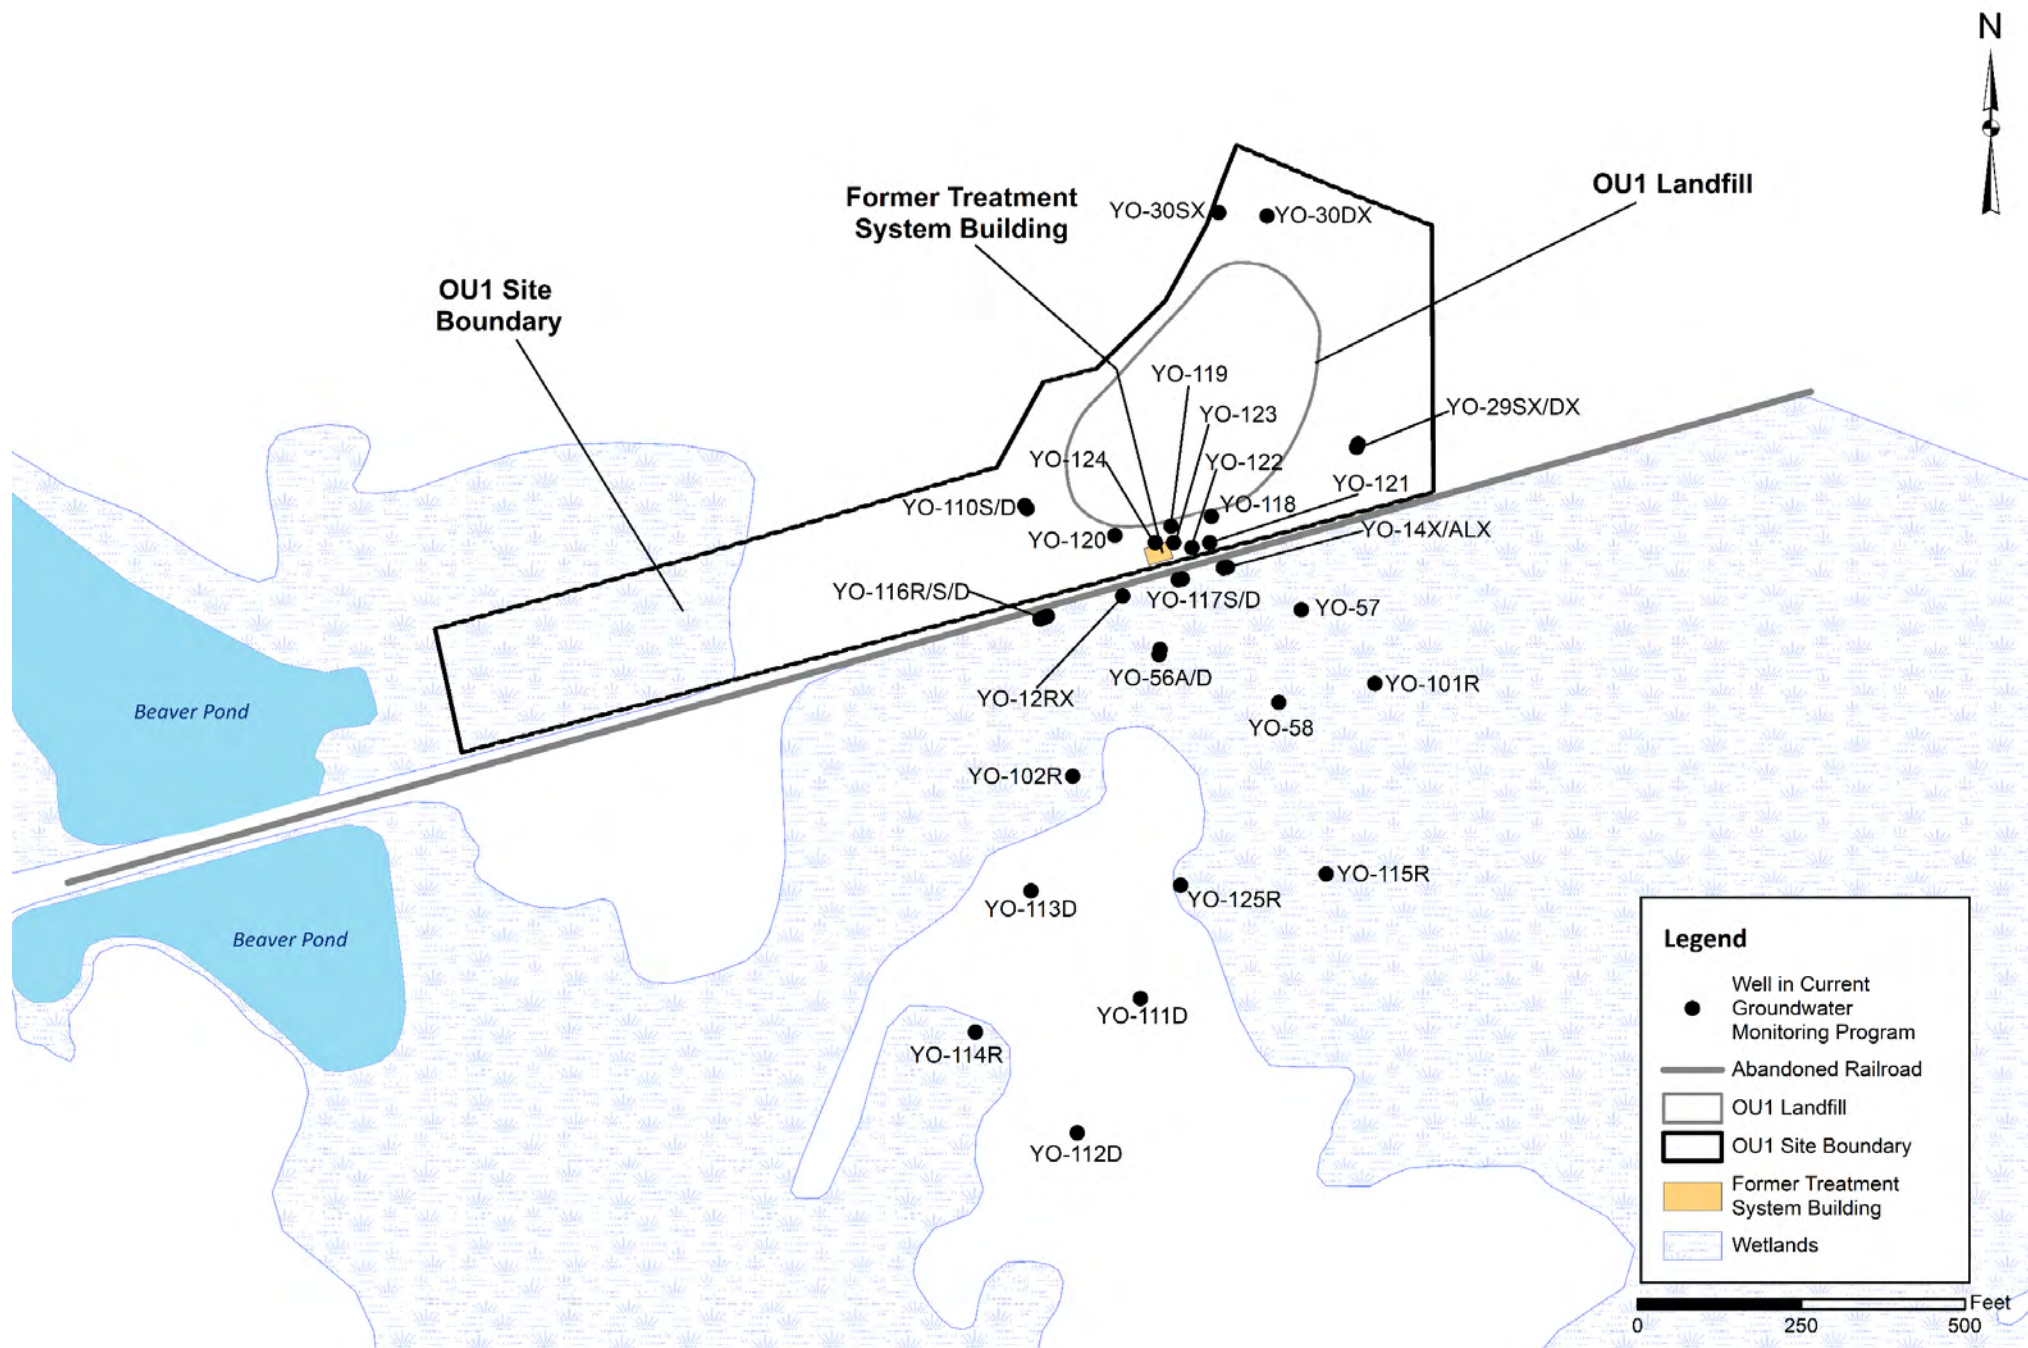 N
OU1 Landfill
Former Treatment
System Building
YO-30SX
YO-30DX
OU1 Site
Boundary
YO-119
YO-29SX/DX
YO-123
YO-124
YO-122
YO-121
YO-118
YO-110S/D
YO-14X/ALX
YO-120
YO-116R/S/D
YO-117S/D
YO-57
YO-56A/D
YO-101R
YO-12RX
Beaver Pond
YO-58
YO-102R
YO-115R
YO-125R
YO-113D
Beaver Pond
YO-111D
YO-114R
YO-112D
Legend
Well in Current
Groundwater
Monitoring Program
Abandoned Railroad
OU1 Landfill
OU1 Site Boundary
Former Treatment
System Building
Wetlands
Feet
0 250 500